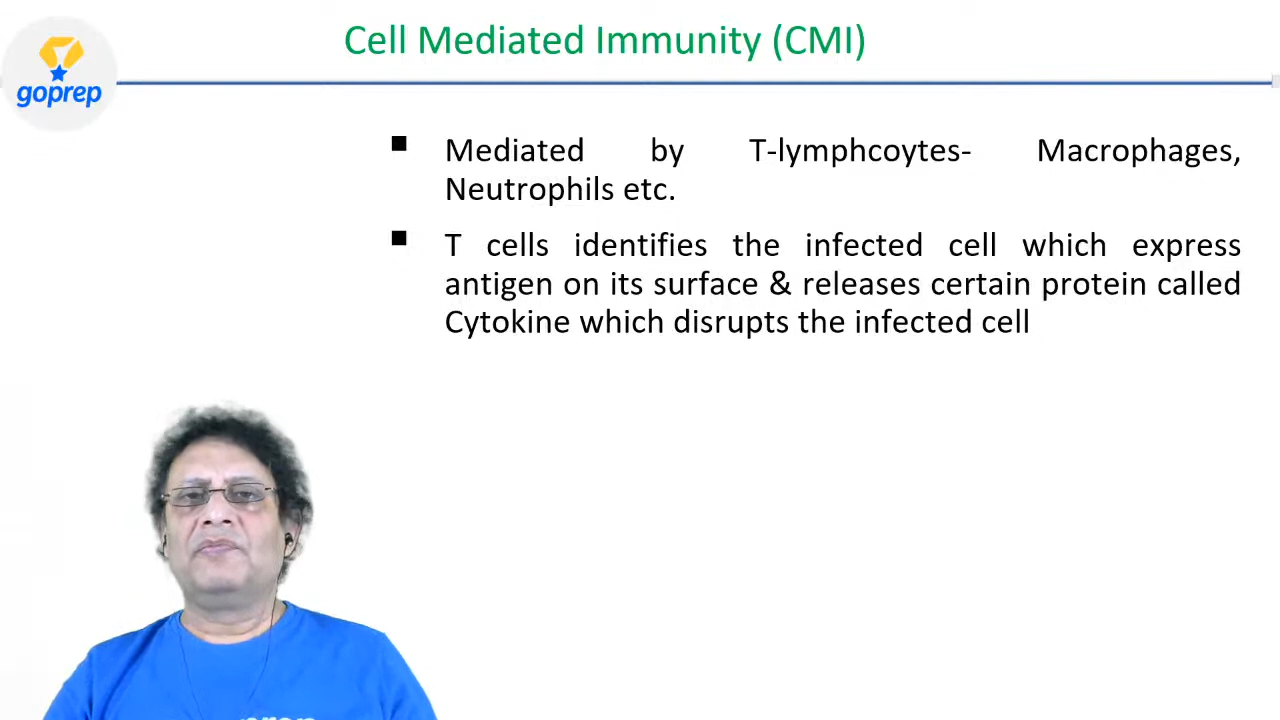 Cell Mediated Immunity (CMI)
goprep
■ Mediated by T-lymphcoytes- Macrophages,
Neutrophils etc.
■ T cells identifies the infected cell which express
antigen on its surface & releases certain protein called
Cytokine which disrupts the infected cell